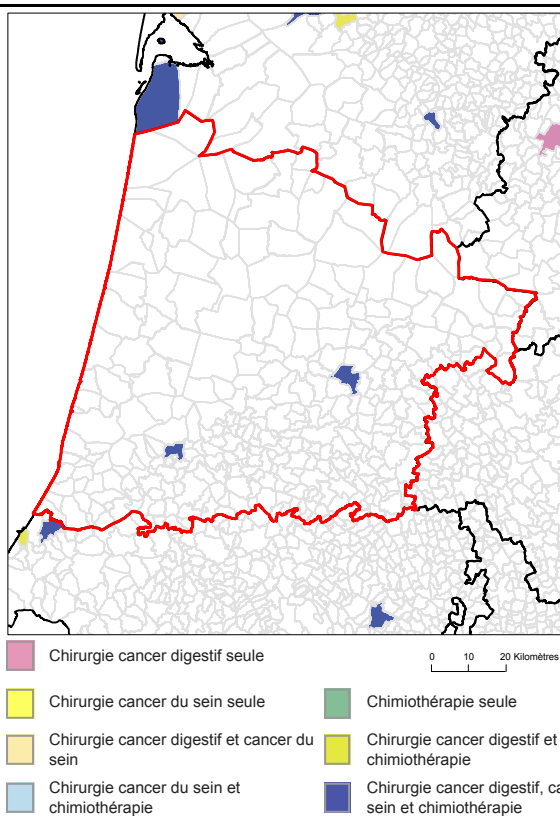 0 10 20 Kilomètres
Chirurgie cancer digestif seule
Chirurgie cancer du sein seule
Chimiothérapie seule
Chirurgie cancer digestif et cancer du
sein
Chirurgie cancer digestif et
chimiothérapie
Chirurgie cancer du sein et
chimiothérapie
Chirurgie cancer digestif, ca
sein et chimiothérapie